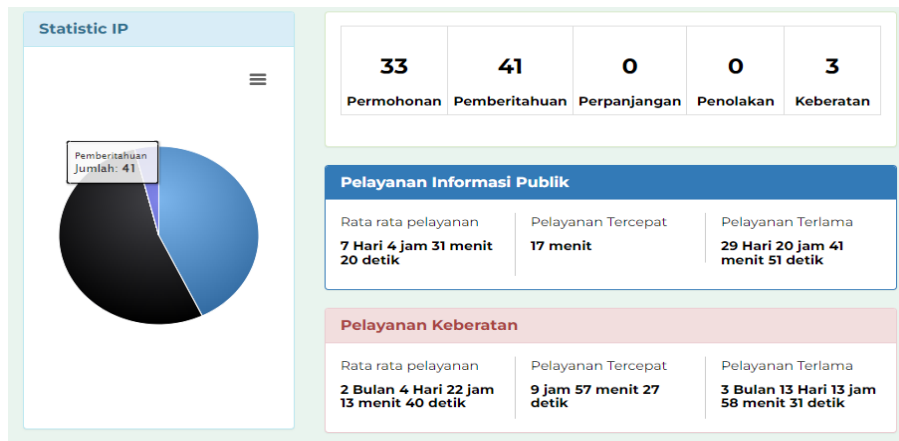 Statistic IP
Pemberitahuan
Jumlah: 41
33 41 0 0 3
Permohonan Pemberitahuan Perpanjangan Penolakan Keberatan
Pelayanan Informasi Publik
Rata rata pelayanan Pelayanan Tercepat Pelayanan Terlama
7 Hari 4 jam 31 menit 17 menit 29 Hari 20 jam 41
20 detik menit 51 detik
Pelayanan Keberatan
Rata rata pelayanan Pelayanan Tercepat Pelayanan Terlama
2 Bulan 4 Hari 22 jam 9 jam 57 menit 27 3 Bulan 13 Hari 13 jam
13 menit 40 detik detik 58 menit 31 detik